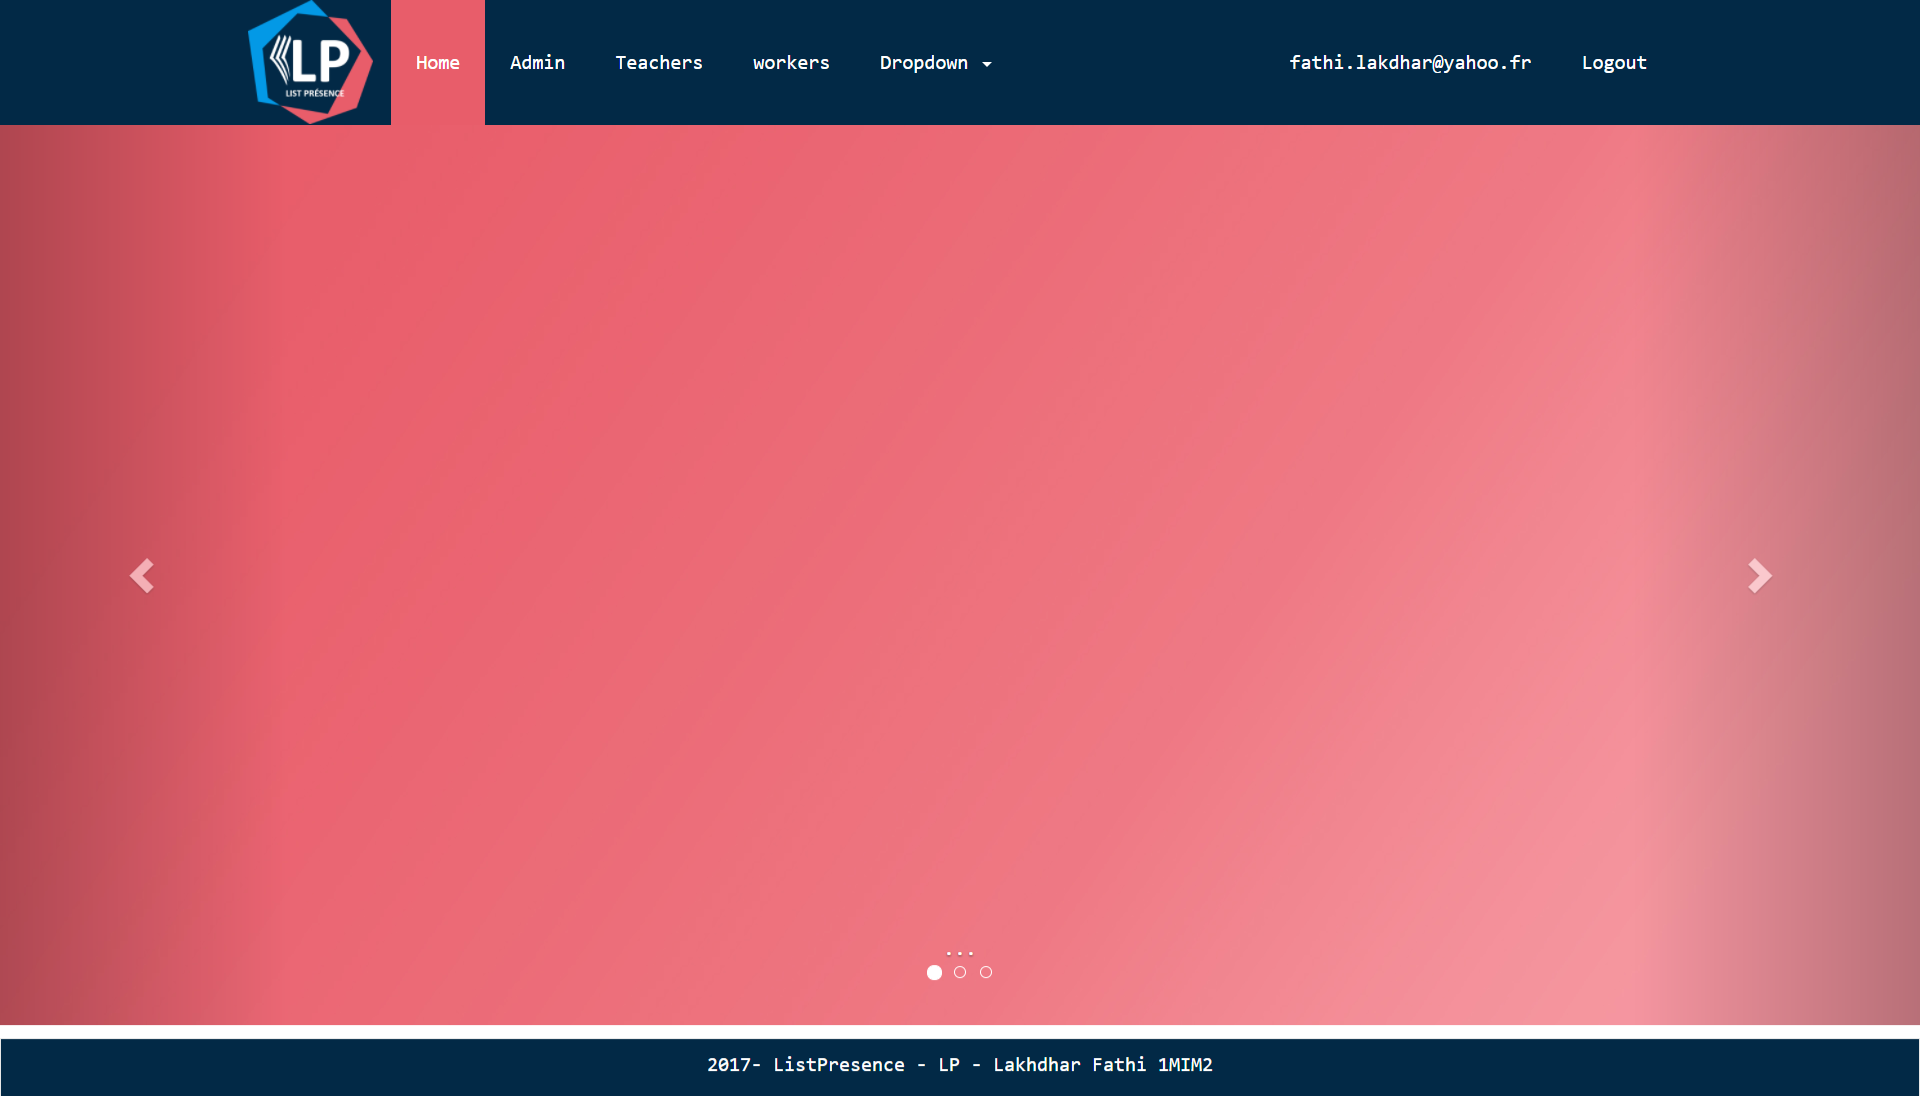 LP
LIST PRÉSENCE
Home Admin Teachers workers Dropdown fathi.lakdhar@yahoo.fr Logout
...
2017- ListPresence - LP - Lakhdhar Fathi 1MIM2